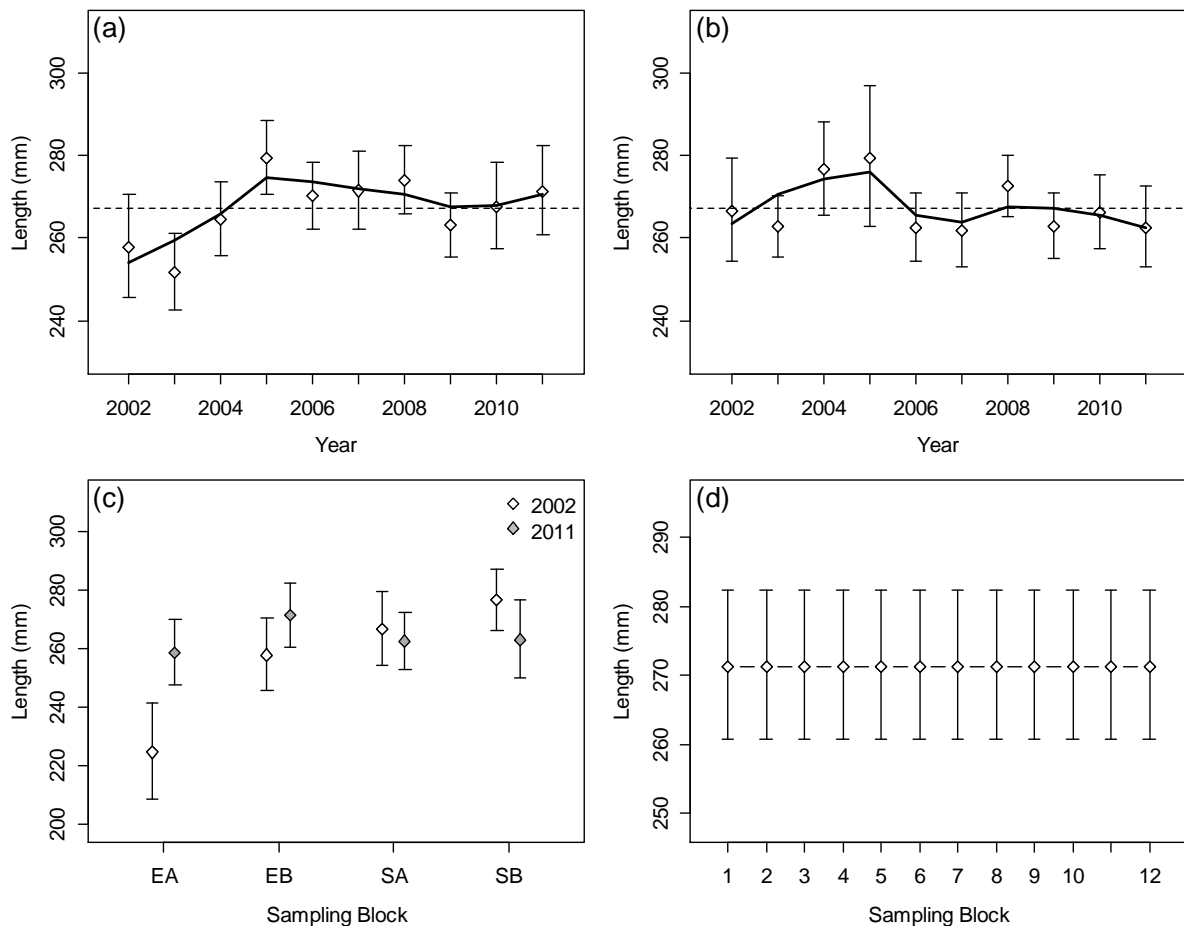 (a)
300
280
260
240
Length (mm)
2002 2004 2006 2008 2010
Year
(b)
300
280
260
240
Length (mm)
2002 2004 2006 2008 2010
Year
(c)
2002
2011
300
280
260
240
220
200
Length (mm)
EA EB SA SB
Sampling Block
(d)
290
280
270
260
250
Length (mm)
1 2 3 4 5 6 7 8 9 10 12
Sampling Block